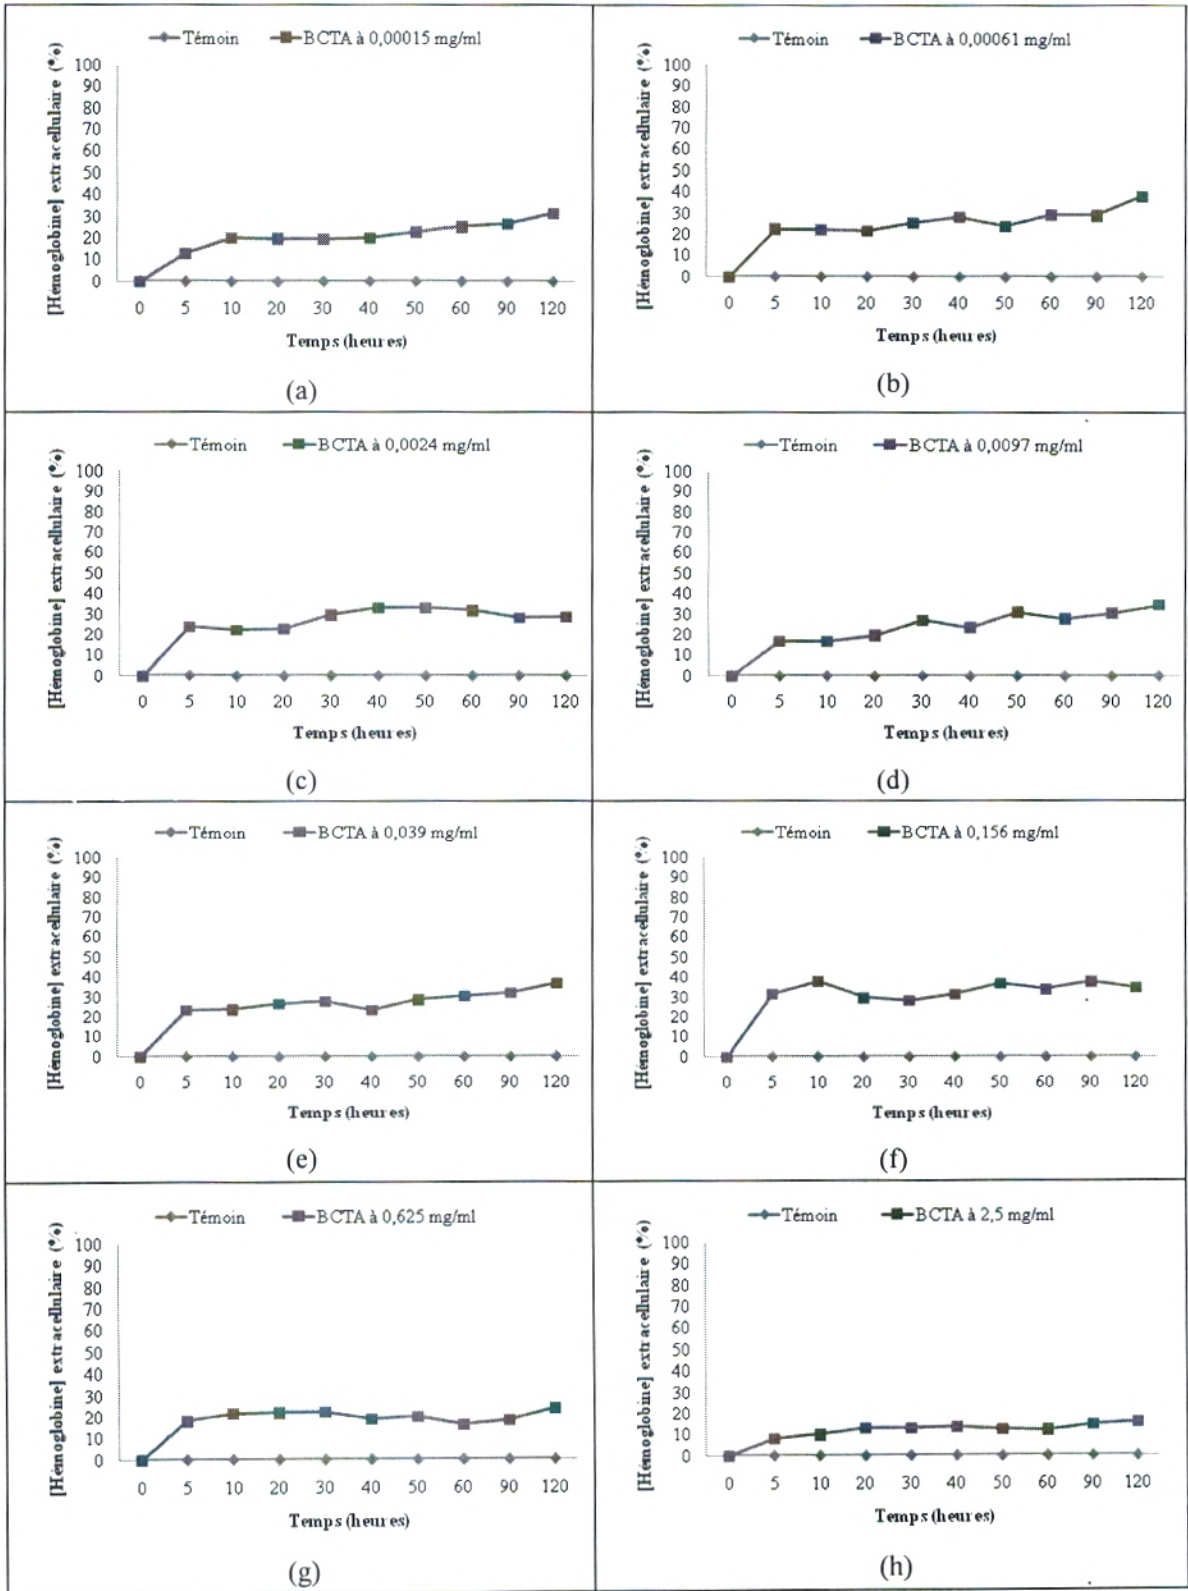 Témoin BCTA à 0,00015 mg/ml
[Hémoglobine] extracellulaire (%)
100
90
80
70
60
50
40
30
20
10
0
0 5 10 20 30 40 50 60 90 120
Temps (heures)
(a)
Témoin BCTA à 0,00061 mg/ml
[Hémoglobine] extracellulaire (%)
100
90
80
70
60
50
40
30
20
10
0
0 5 10 20 30 40 50 60 90 120
Temps (heures)
(b)
Témoin BCTA à 0,0024 mg/ml
[Hémoglobine] extracellulaire (%)
100
90
80
70
60
50
40
30
20
10
0
0 5 10 20 30 40 50 60 90 120
Temps (heures)
(c)
Témoin BCTA à 0,0097 mg/ml
[Hémoglobine] extracellulaire (%)
100
90
80
70
60
50
40
30
20
10
0
0 5 10 20 30 40 50 60 90 120
Temps (heures)
(d)
Témoin BCTA à 0,039 mg/ml
[Hémoglobine] extracellulaire (%)
100
90
80
70
60
50
40
30
20
10
0
0 5 10 20 30 40 50 60 90 120
Temps (heures)
(e)
Témoin BCTA à 0,156 mg/ml
[Hémoglobine] extracellulaire (%)
100
90
80
70
60
50
40
30
20
10
0
0 5 10 20 30 40 50 60 90 120
Temps (heures)
(f)
Témoin BCTA à 0,625 mg/ml
[Hémoglobine] extracellulaire (%)
100
90
80
70
60
50
40
30
20
10
0
0 5 10 20 30 40 50 60 90 120
Temps (heures)
(g)
Témoin BCTA à 2,5 mg/ml
[Hémoglobine] extracellulaire (%)
100
90
80
70
60
50
40
30
20
10
0
0 5 10 20 30 40 50 60 90 120
Temps (heures)
(h)